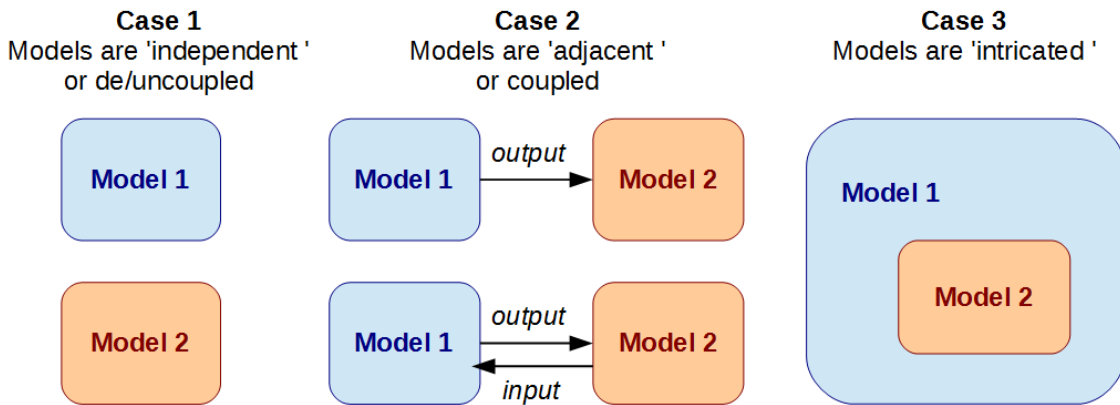 Case 1
Models are 'independent '
or de/uncoupled
Model 1
Model 2
Case 2
Models are 'adjacent '
or coupled
Model 1
output
Model 2
Model 1
output
input
Model 2
Case 3
Models are 'intricated '
Model 1
Model 2